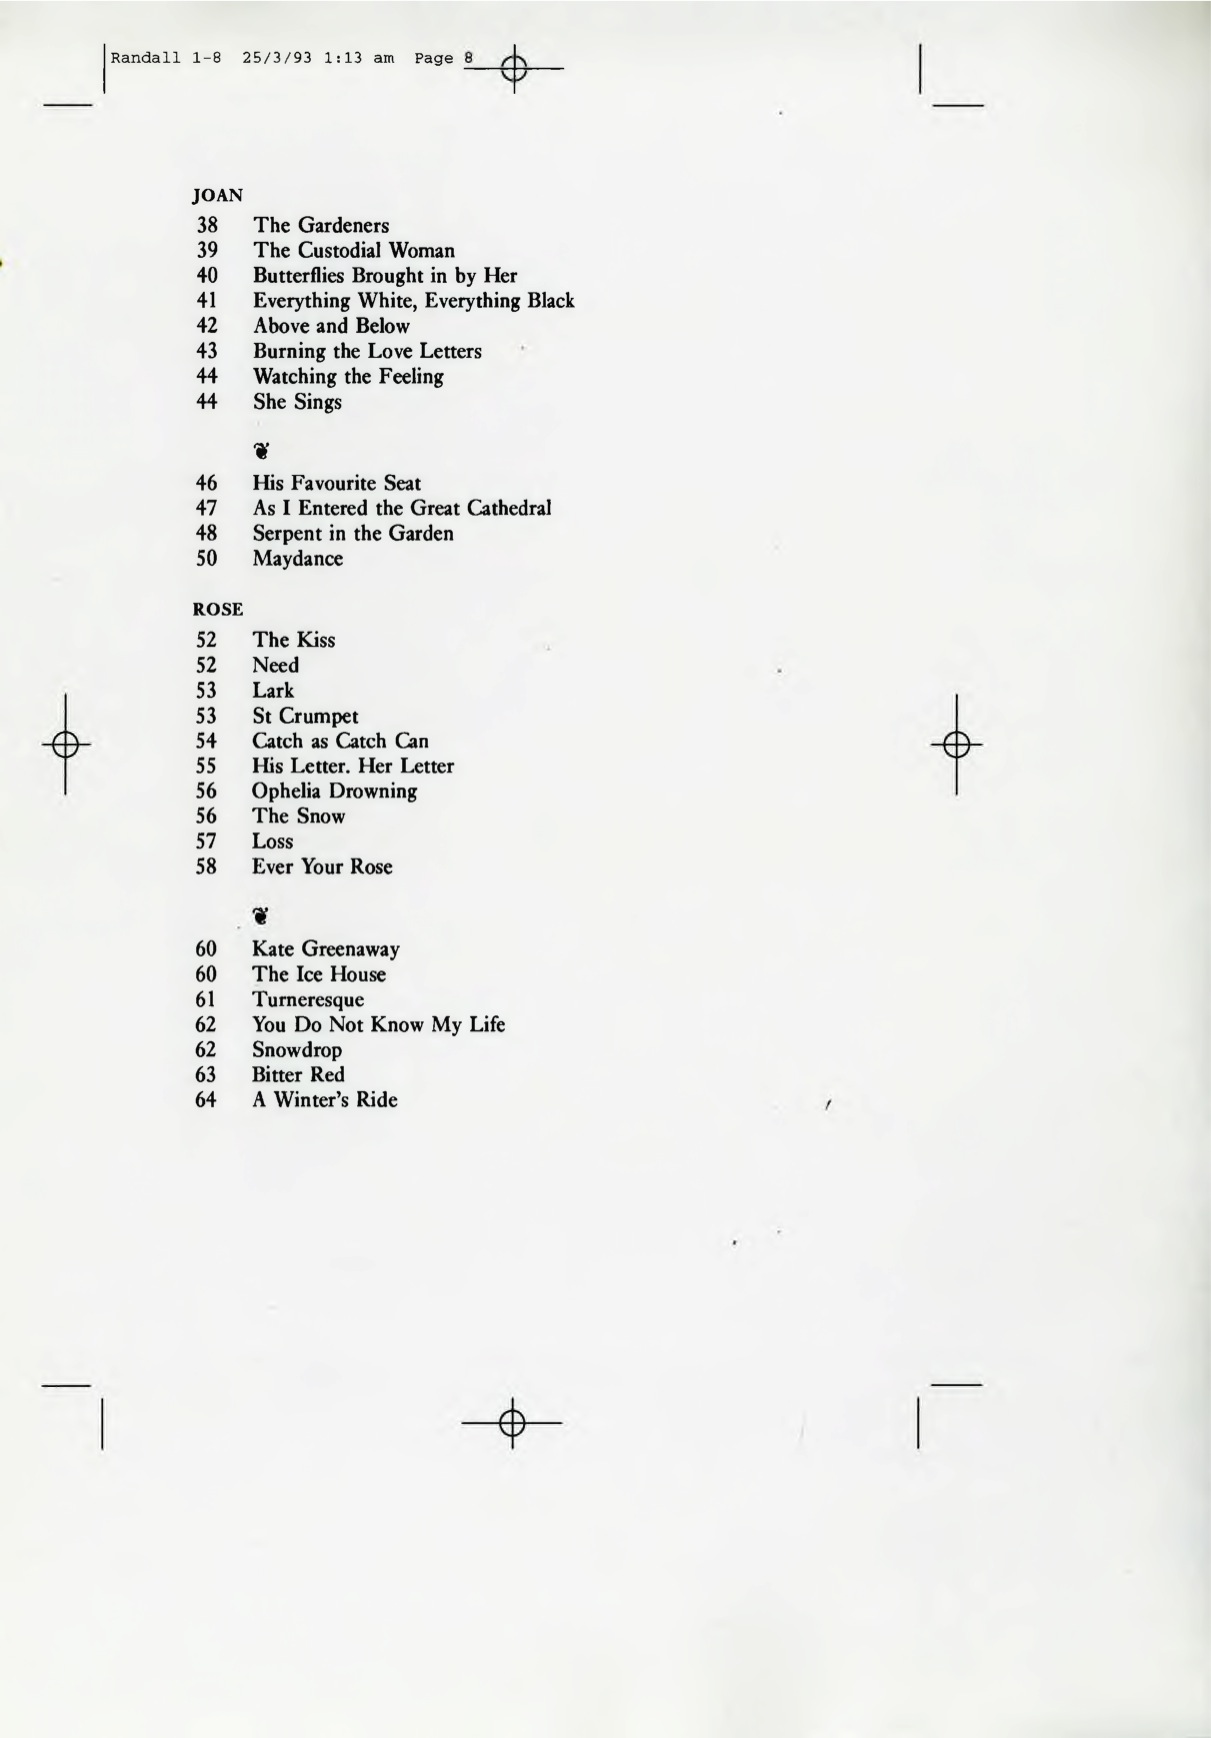 Randall 1-8 25/3/93 1:13 am Page 8
JOAN
38 The Gardeners
39 The Custodial Woman
40 Butterflies Brought in by Her
41 Everything White, Everything Black
42 Above and Below
43 Burning the Love Letters
44 Watching the Feeling
44 She Sings
❦
46 His Favourite Seat
47 As I Entered the Great Cathedral
48 Serpent in the Garden
50 Maydance
ROSE
52 The Kiss
52 Need
53 Lark
53 St Crumpet
54 Catch as Catch Can
55 His Letter. Her Letter
56 Ophelia Drowning
56 The Snow
57 Loss
58 Ever Your Rose
❦
60 Kate Greenaway
60 The Ice House
61 Turneresque
62 You Do Not Know My Life
62 Snowdrop
63 Bitter Red
64 A Winter's Ride